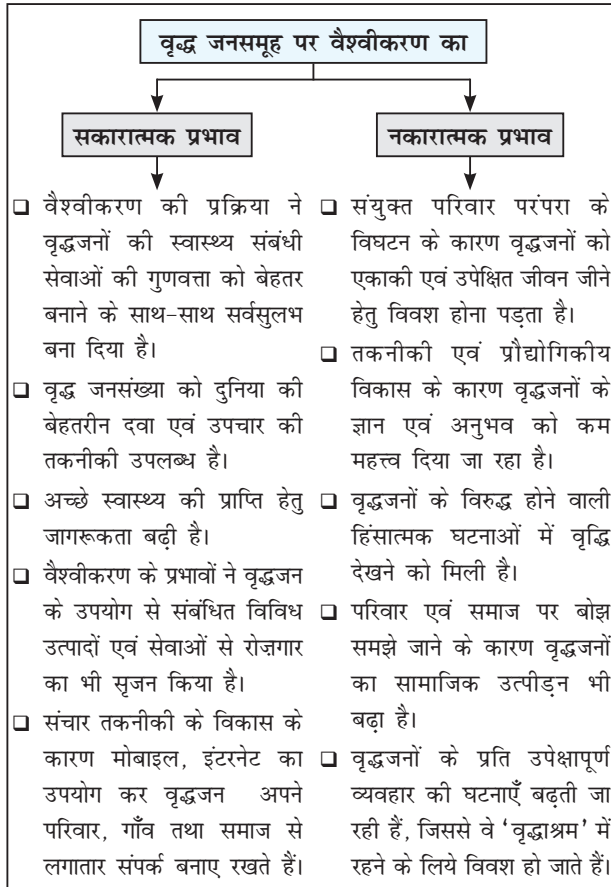 वृद्ध जनसमूह पर वैश्वीकरण का
सकारात्मक प्रभाव
❑ वैश्वीकरण की प्रक्रिया ने
वृद्धजनों की स्वास्थ्य संबंधी
सेवाओं की गुणवत्ता को बेहतर
बनाने के साथ-साथ सर्वसुलभ
बना दिया है।
❑ वृद्ध जनसंख्या को दुनिया की
बेहतरीन दवा एवं उपचार की
तकनीकी उपलब्ध है।
❑ अच्छे स्वास्थ्य की प्राप्ति हेतु
जागरूकता बढ़ी है।
❑ वैश्वीकरण के प्रभावों ने वृद्धजन
के उपयोग से संबंधित विविध
उत्पादों एवं सेवाओं से रोज़गार
का भी सृजन किया है।
❑ संचार तकनीकी के विकास के
कारण मोबाइल, इंटरनेट का
उपयोग कर वृद्धजन अपने
परिवार, गाँव तथा समाज से
लगातार संपर्क बनाए रखते हैं।
नकारात्मक प्रभाव
❑ संयुक्त परिवार परंपरा के
विघटन के कारण वृद्धजनों को
एकाकी एवं उपेक्षित जीवन जीने
हेतु विवश होना पड़ता है।
❑ तकनीकी एवं प्रौद्योगिकीय
विकास के कारण वृद्धजनों के
ज्ञान एवं अनुभव को कम
महत्त्व दिया जा रहा है।
❑ वृद्धजनों के विरुद्ध होने वाली
हिंसात्मक घटनाओं में वृद्धि
देखने को मिली है।
❑ परिवार एवं समाज पर बोझ
समझे जाने के कारण वृद्धजनों
का सामाजिक उत्पीड़न भी
बढ़ा है।
❑ वृद्धजनों के प्रति उपेक्षापूर्ण
व्यवहार की घटनाएँ बढ़ती जा
रही हैं, जिससे वे ‘वृद्धाश्रम’ में
रहने के लिये विवश हो जाते हैं।